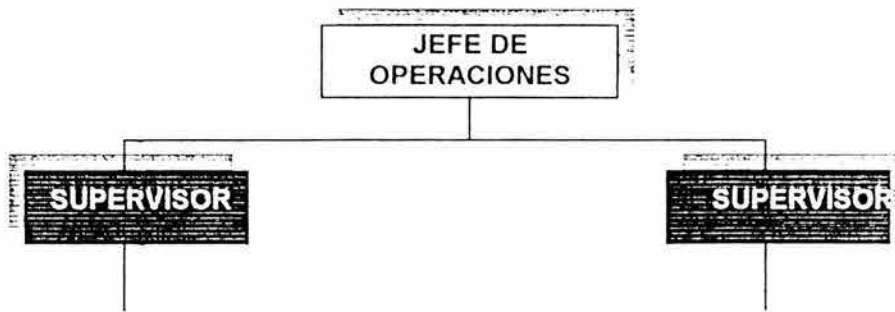 JEFE DE
OPERACIONES
SUPERVISOR
SUPERVISOR